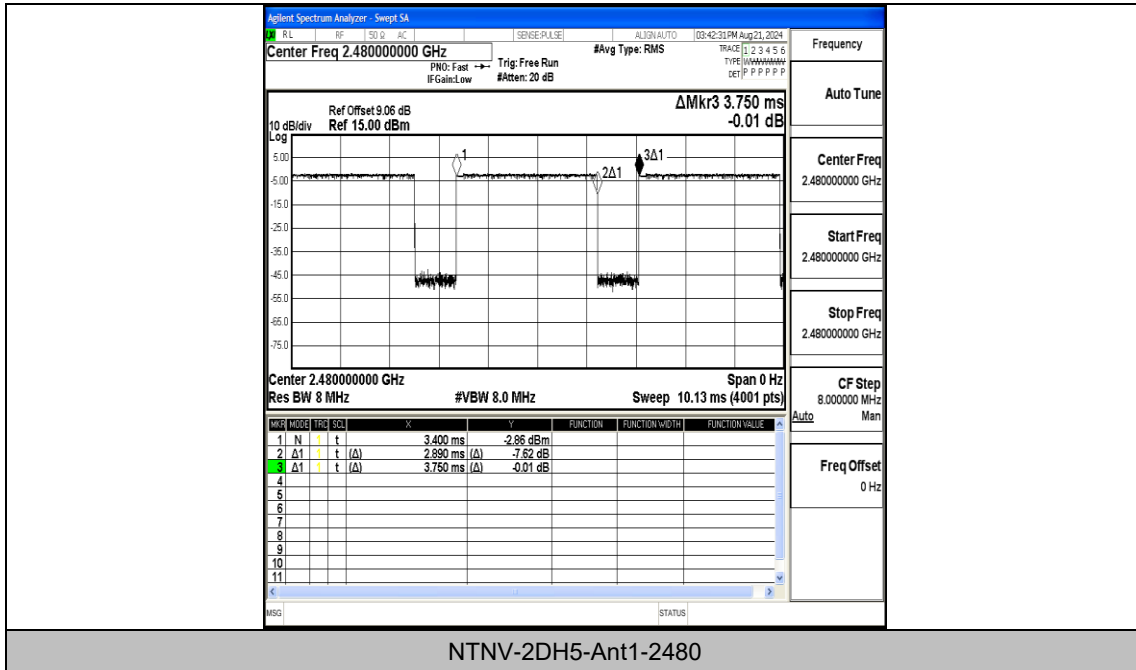 Agilent Spectrum Analyzer - Swept SA
RL RF 50 Ω AC SENSE:PULSE ALIGN AUTO 03:42:31 PM Aug 21, 2024
Center Freq 2.480000000 GHz
#Avg Type: RMS
TRACE 1 2 3 4 5 6
TYPE
DET P P P P P P
PNO: Fast
IFGain:Low
Trig: Free Run
#Atten: 20 dB
Frequency
Auto Tune
Center Freq
2.480000000 GHz
Start Freq
2.480000000 GHz
Stop Freq
2.480000000 GHz
CF Step
8.000000 MHz
Auto Man
Freq Offset
0 Hz
Ref Offset 9.06 dB
10 dB/div Ref 15.00 dBm
Log
ΔMkr3 3.750 ms
-0.01 dB
5.00
-5.00
-15.0
-25.0
-35.0
-45.0
-55.0
-65.0
-75.0
1
2Δ1
3Δ1
Center 2.480000000 GHz Span 0 Hz
Res BW 8 MHz #VBW 8.0 MHz Sweep 10.13 ms (4001 pts)
MKR MODE TRC SCL X Y FUNCTION FUNCTION WIDTH FUNCTION VALUE
1 N 1 t 3.400 ms -2.86 dBm
2 Δ1 1 t (Δ) 2.890 ms (Δ) -7.62 dB
3 Δ1 1 t (Δ) 3.750 ms (Δ) -0.01 dB
4
5
6
7
8
9
10
11
MSG STATUS
NTNV-2DH5-Ant1-2480